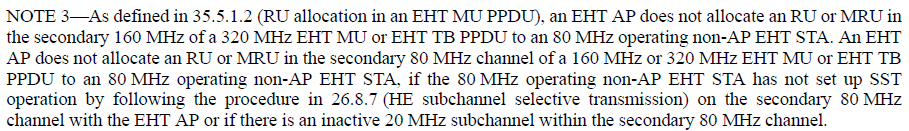 NOTE 3—As defined in 35.5.1.2 (RU allocation in an EHT MU PPDU), an EHT AP does not allocate an RU or MRU in
the secondary 160 MHz of a 320 MHz EHT MU or EHT TB PPDU to an 80 MHz operating non-AP EHT STA. An EHT
AP does not allocate an RU or MRU in the secondary 80 MHz channel of a 160 MHz or 320 MHz EHT MU or EHT TB
PPDU to an 80 MHz operating non-AP EHT STA, if the 80 MHz operating non-AP EHT STA has not set up SST
operation by following the procedure in 26.8.7 (HE subchannel selective transmission) on the secondary 80 MHz
channel with the EHT AP or if there is an inactive 20 MHz subchannel within the secondary 80 MHz channel.